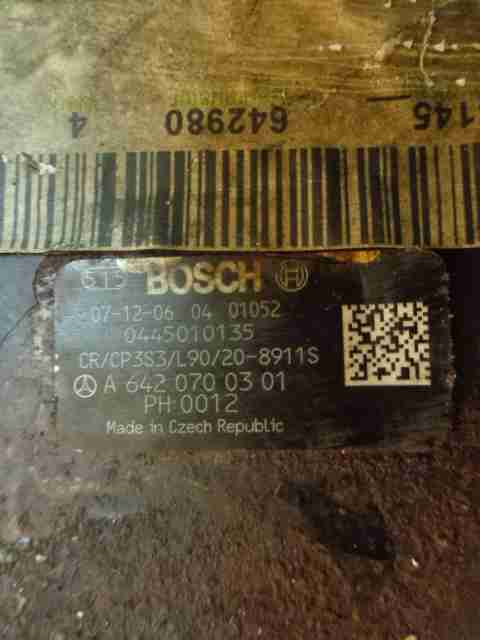 4 642980 145
BOSCH
07-12-06 04 01052
0445010135
CR/CP3S3/L90/20-8911S
A 642 070 03 01
PH:0012
Made in Czech Republic